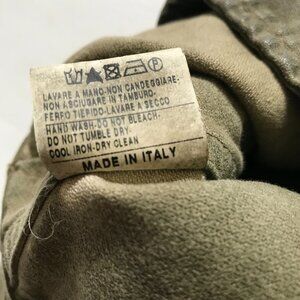 LAVARE A MANO-NON CANDEGGIARE-
NON ASCIUGARE IN TAMBURO-
FERRO TIEPIDO-LAVARE A SECCO
HAND WASH-DO NOT BLEACH-
DO NOT TUMBLE DRY-
COOL IRON-DRY CLEAN
MADE IN ITALY